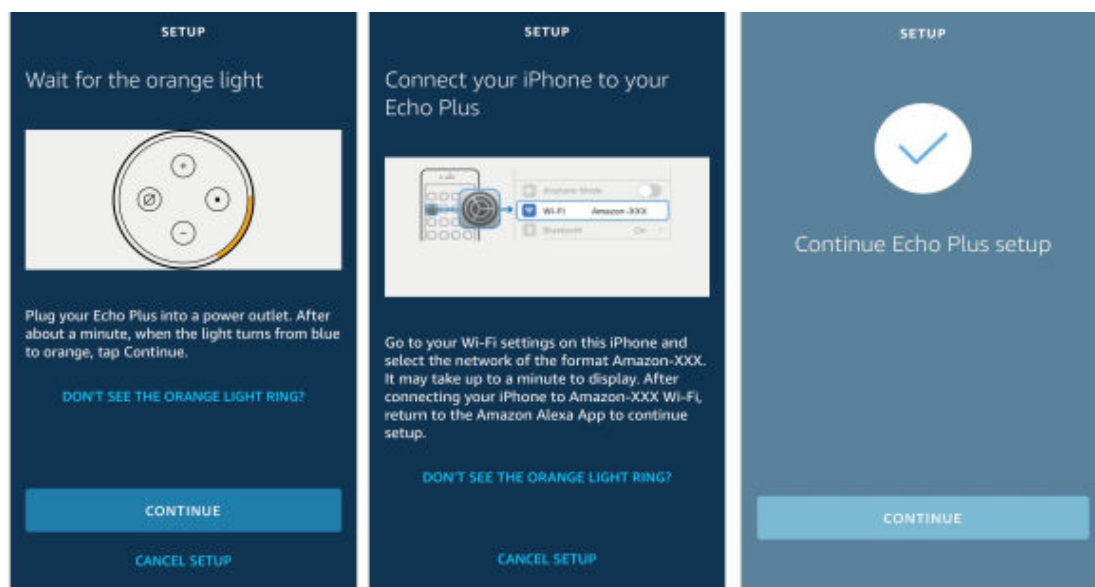 SETUP
Wait for the orange light
Plug your Echo Plus into a power outlet. After
about a minute, when the light turns from blue
to orange, tap Continue.
DON'T SEE THE ORANGE LIGHT RING?
CONTINUE
CANCEL SETUP
SETUP
Connect your iPhone to your
Echo Plus
Airplane Mode
Wi-Fi Amazon-XXX
Bluetooth On
Go to your Wi-Fi settings on this iPhone and
select the network of the format Amazon-XXX.
It may take up to a minute to display. After
connecting your iPhone to Amazon-XXX Wi-Fi,
return to the Amazon Alexa App to continue
setup.
DON'T SEE THE ORANGE LIGHT RING?
CANCEL SETUP
SETUP
Continue Echo Plus setup
CONTINUE